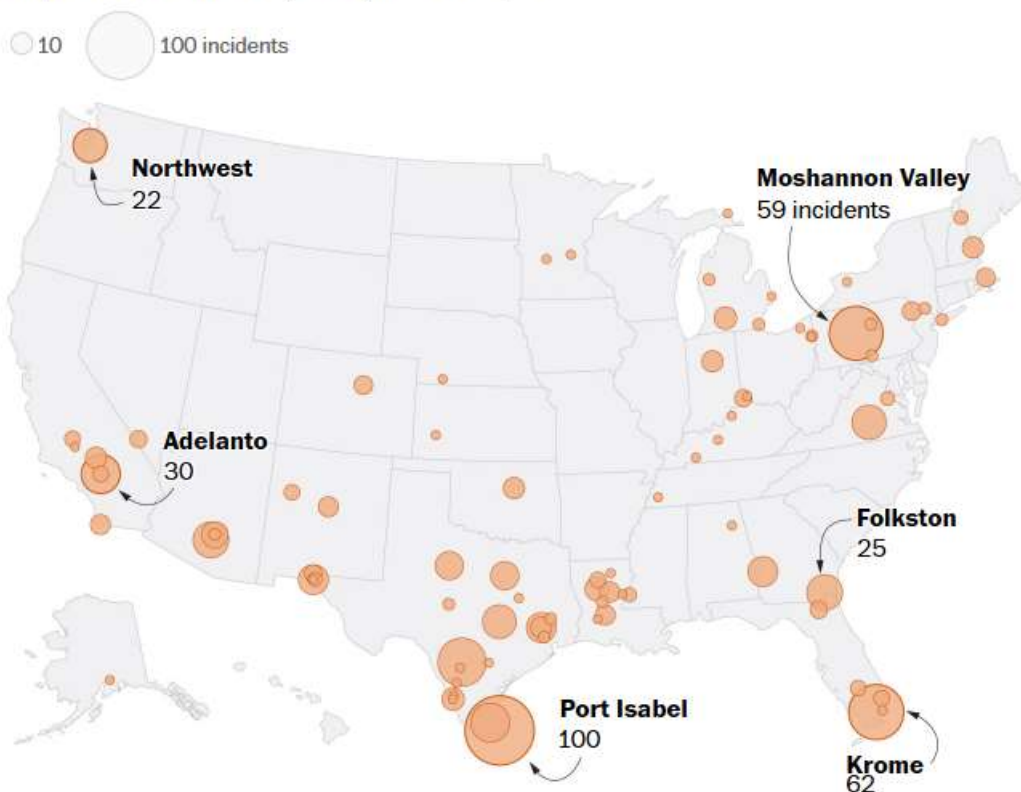 10
100 incidents
Northwest
22
Moshannon Valley
59 incidents
Adelanto
30
Folkston
25
Port Isabel
100
Krome
62